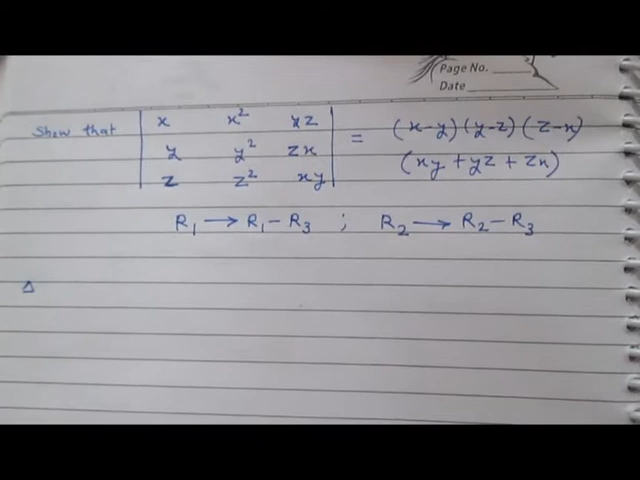 Page No.
Date
Show that | x x² yz | = (x-y)(y-z)(z-x)
| y y² zx | (xy + yz + zx)
| z z² xy |
R₁ → R₁ - R₃ ; R₂ → R₂ - R₃
Δ